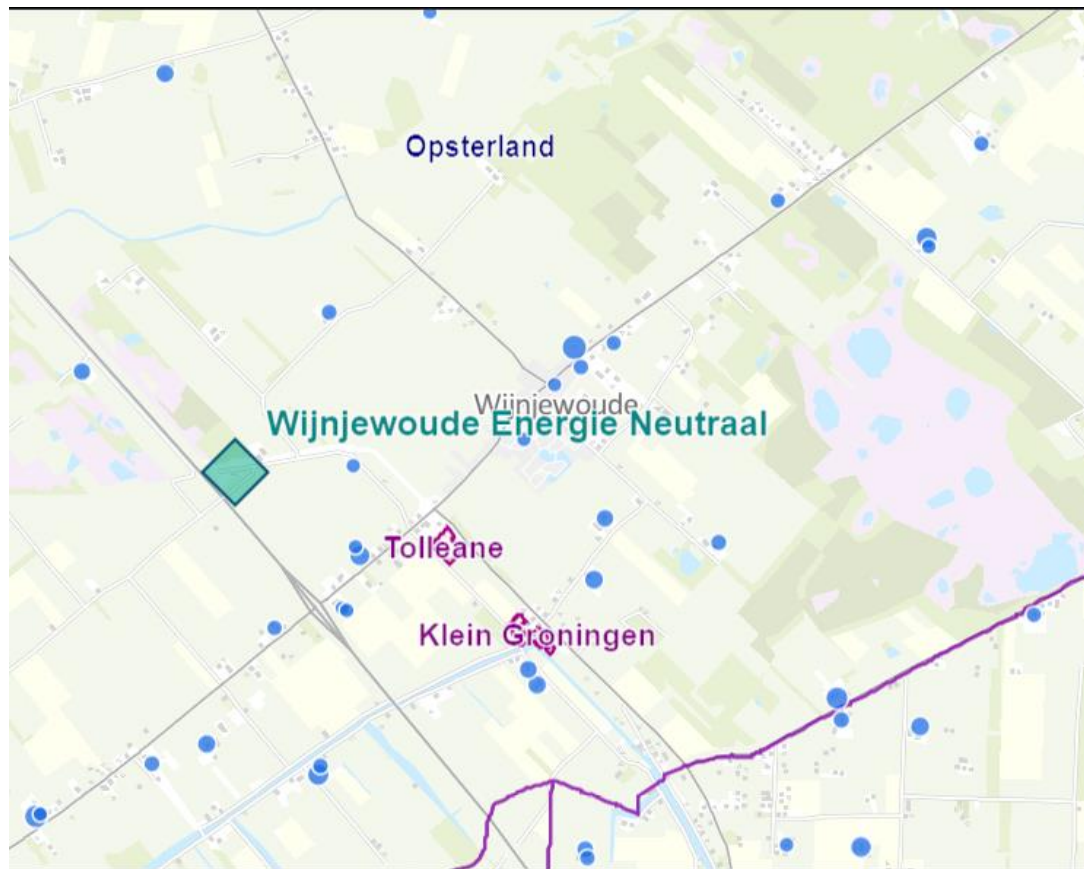 Opsterland
Wijnjewoude
Wijnjewoude Energie Neutraal
Tolleane
Klein Groningen